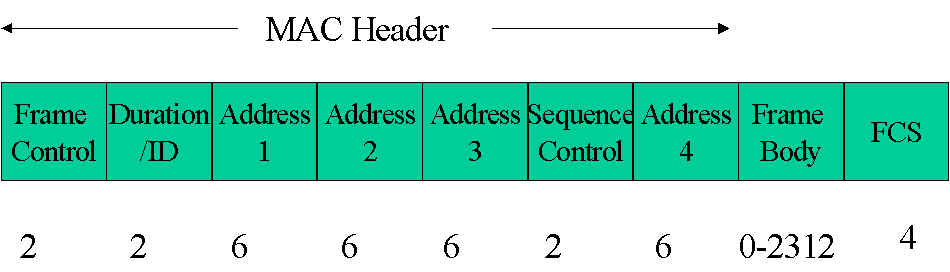 MAC Header
Frame Duration Address Address Address Sequence Address Frame FCS
Control /ID 1 2 3 Control 4 Body
2 2 6 6 6 2 6 0-2312 4